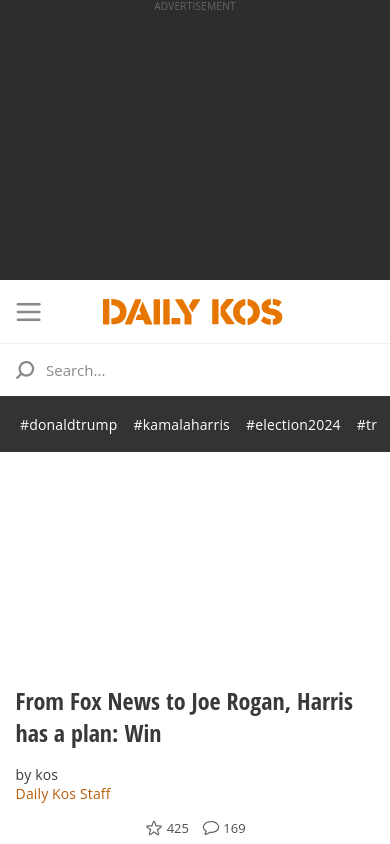 ADVERTISEMENT
DAILY KOS
Search...
#donaldtrump #kamalaharris #election2024 #tr
From Fox News to Joe Rogan, Harris
has a plan: Win
by kos
Daily Kos Staff
425 169